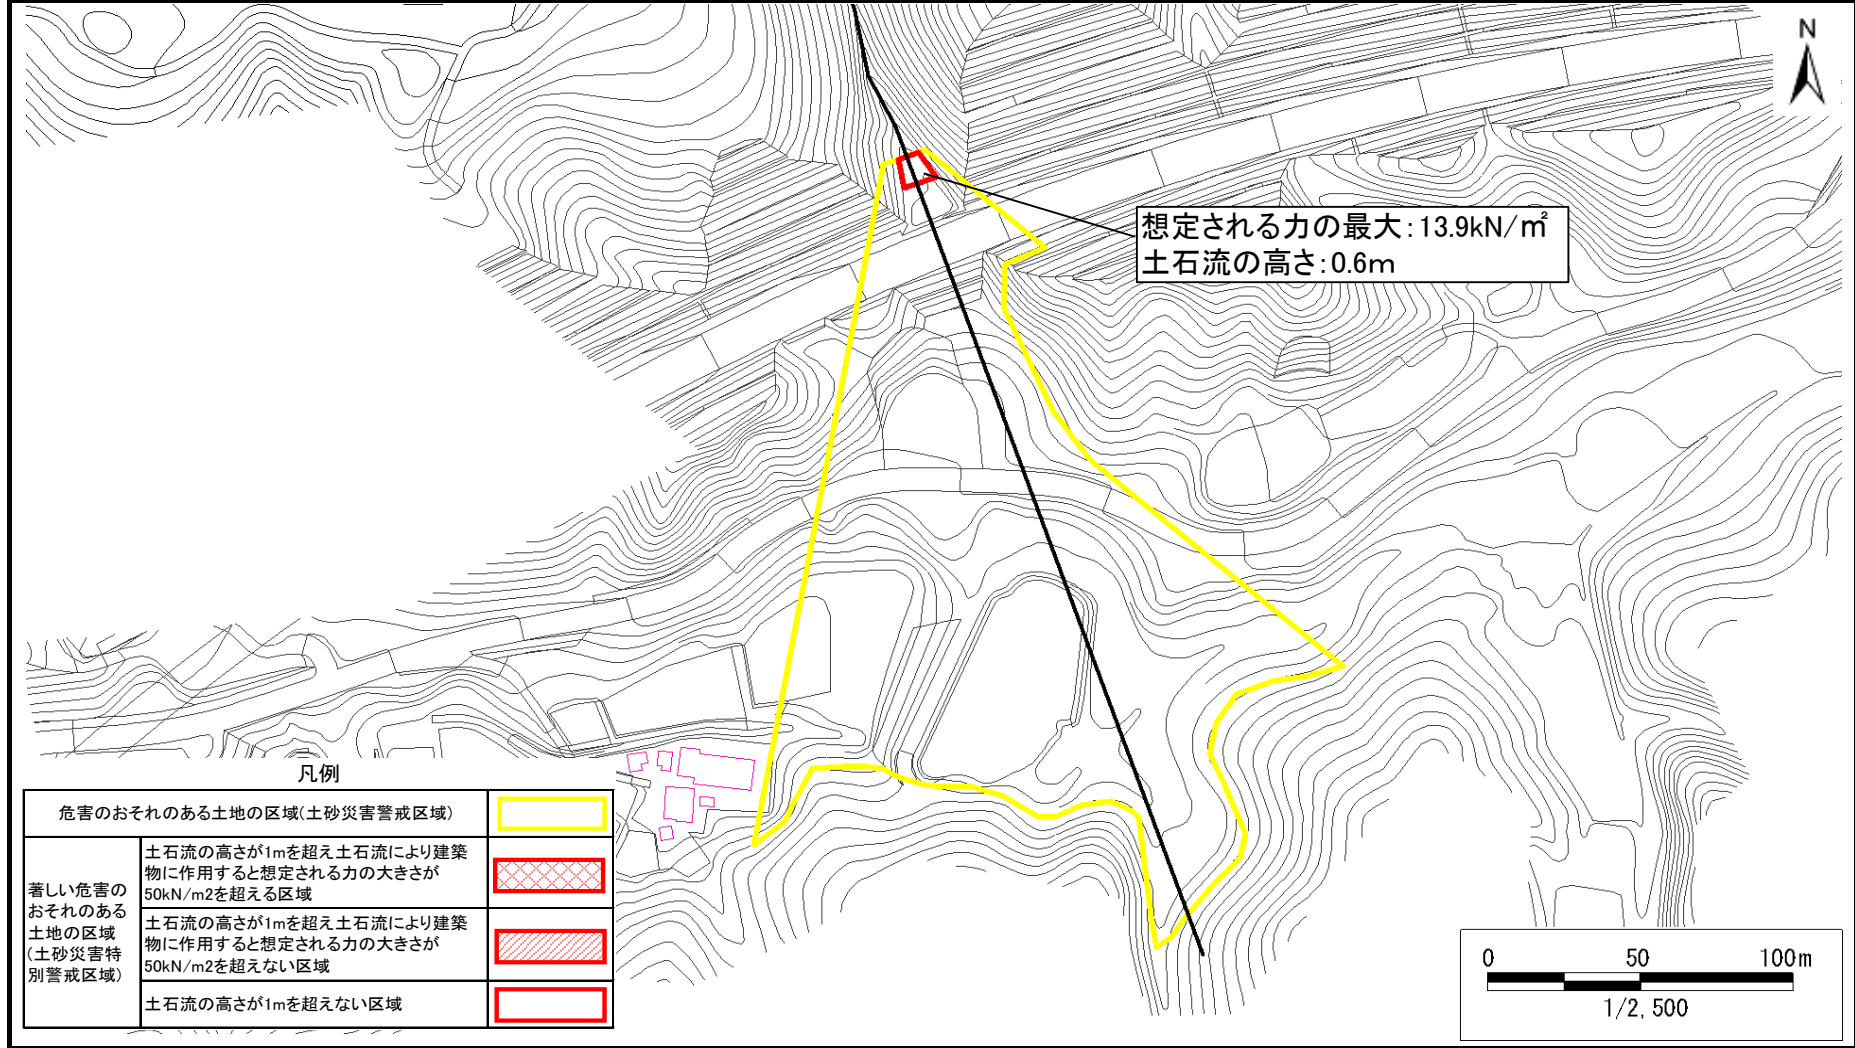 N
想定される力の最大:13.9kN/㎡
土石流の高さ:0.6m
凡例
危害のおそれのある土地の区域(土砂災害警戒区域)
著しい危害の
おそれのある
土地の区域
(土砂災害特
別警戒区域)
土石流の高さが1mを超え土石流により建築
物に作用すると想定される力の大きさが
50kN/m2を超える区域
土石流の高さが1mを超え土石流により建築
物に作用すると想定される力の大きさが
50kN/m2を超えない区域
土石流の高さが1mを超えない区域
0 50 100m
1/2,500